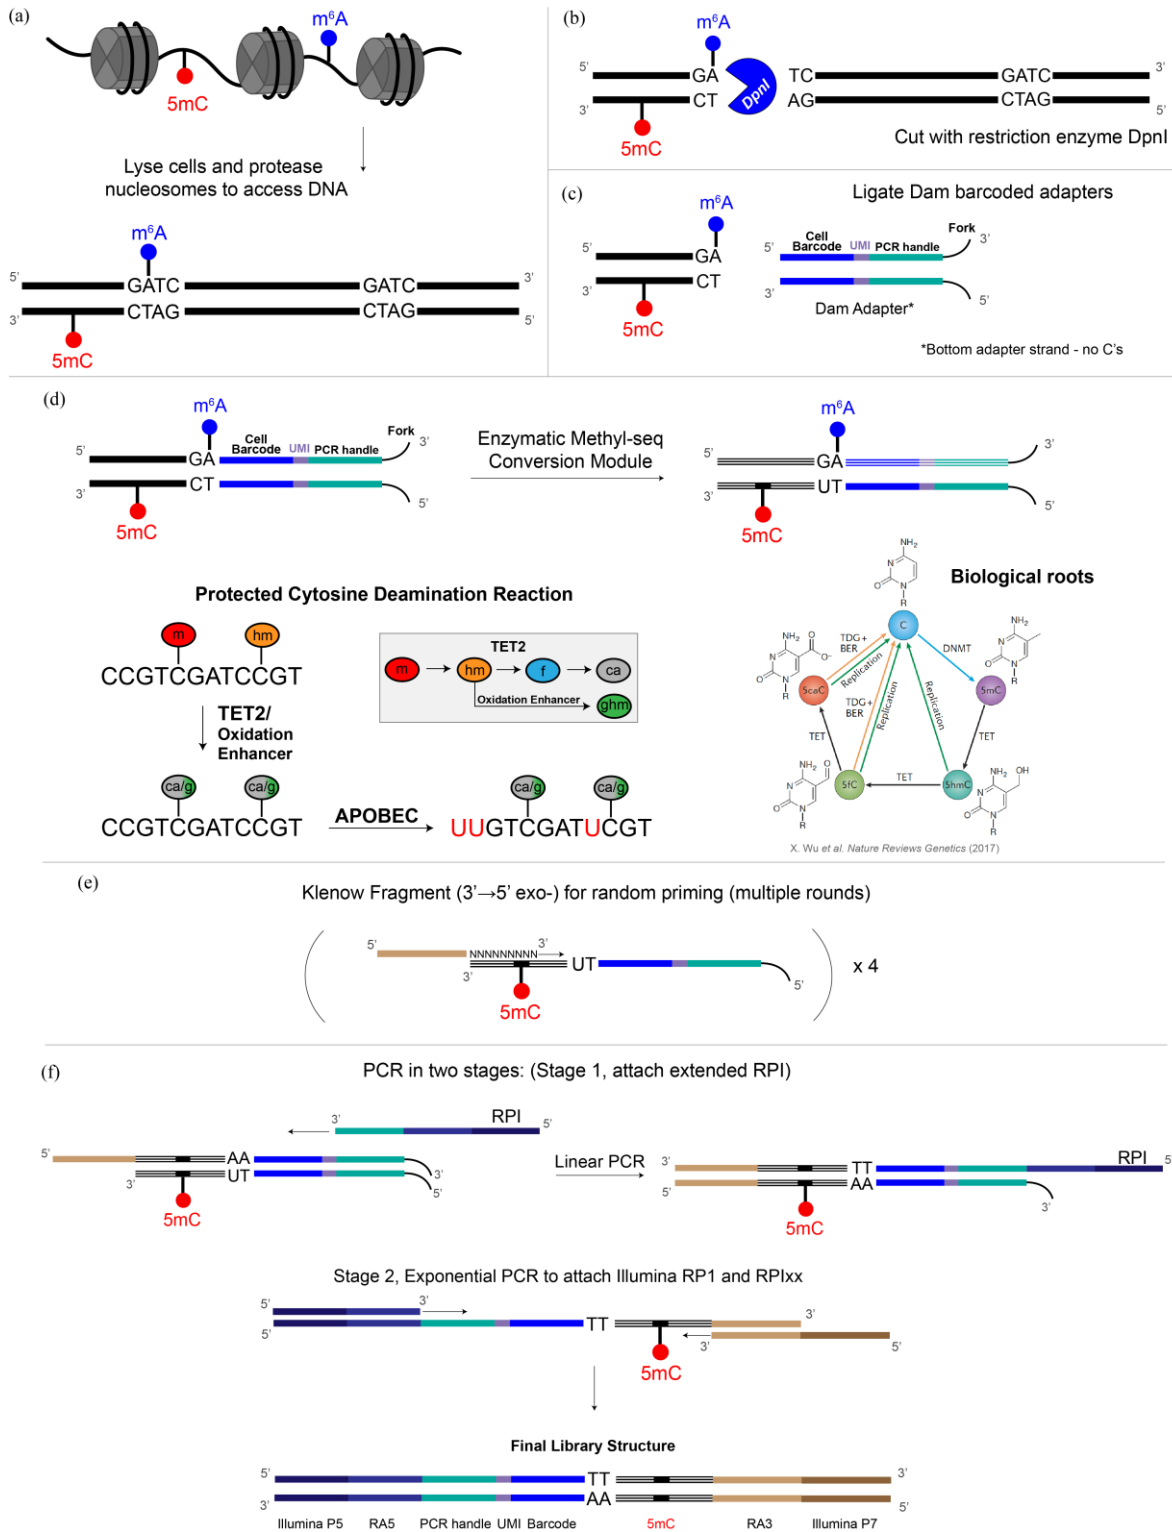 (a)
m⁶A
5mC
Lyse cells and protease
nucleosomes to access DNA
m⁶A
5' GATC GATC 3'
3' CTAG CTAG 5'
5mC
(b)
m⁶A
5' GA DpnI TC GATC 3'
3' CT AG CTAG 5'
5mC
Cut with restriction enzyme DpnI
(c)
Ligate Dam barcoded adapters
m⁶A
Cell
Barcode UMI PCR handle Fork 3'
5' GA
3' CT 3' 5'
5mC
Dam Adapter*
*Bottom adapter strand - no C's
(d)
m⁶A
Cell
Barcode UMI PCR handle Fork 3'
5' GA
3' CT 5'
5mC
Enzymatic Methyl-seq
Conversion Module
m⁶A
5' GA 3'
3' UT 5'
5mC
Protected Cytosine Deamination Reaction
m hm
CCGTCGATCCGT
TET2/
Oxidation
Enhancer
ca/g ca/g
CCGTCGATCCGT
APOBEC
ca/g ca/g
UUGTCGATUCGT
TET2
m hm f ca
Oxidation Enhancer ghm
Biological roots
NH₂
N
O N
R
C
TDG +
BER
Replication
DNMT
NH₂ O
N O⁻
O N
R
5caC
NH₂
N
O N
R
5mC
TDG +
BER
Replication
Replication
TET
TET
NH₂ O
N
O N
R
5fC
TET
5hmC
NH₂ OH
N
O N
R
X. Wu et al. Nature Reviews Genetics (2017)
(e)
Klenow Fragment (3'→5' exo-) for random priming (multiple rounds)
5' NNNNNNNNN 3'
3' UT 5'
5mC
x 4
(f)
PCR in two stages: (Stage 1, attach extended RPI)
3' RPI 5'
5' AA 3'
3' UT 5'
5mC
Linear PCR
3' TT RPI 5'
5' AA 3'
5mC
Stage 2, Exponential PCR to attach Illumina RP1 and RPIxx
5' 3'
5' TT 3'
3' 5'
5mC
Final Library Structure
5' TT 3'
3' AA 5'
Illumina P5 RA5 PCR handle UMI Barcode 5mC RA3 Illumina P7